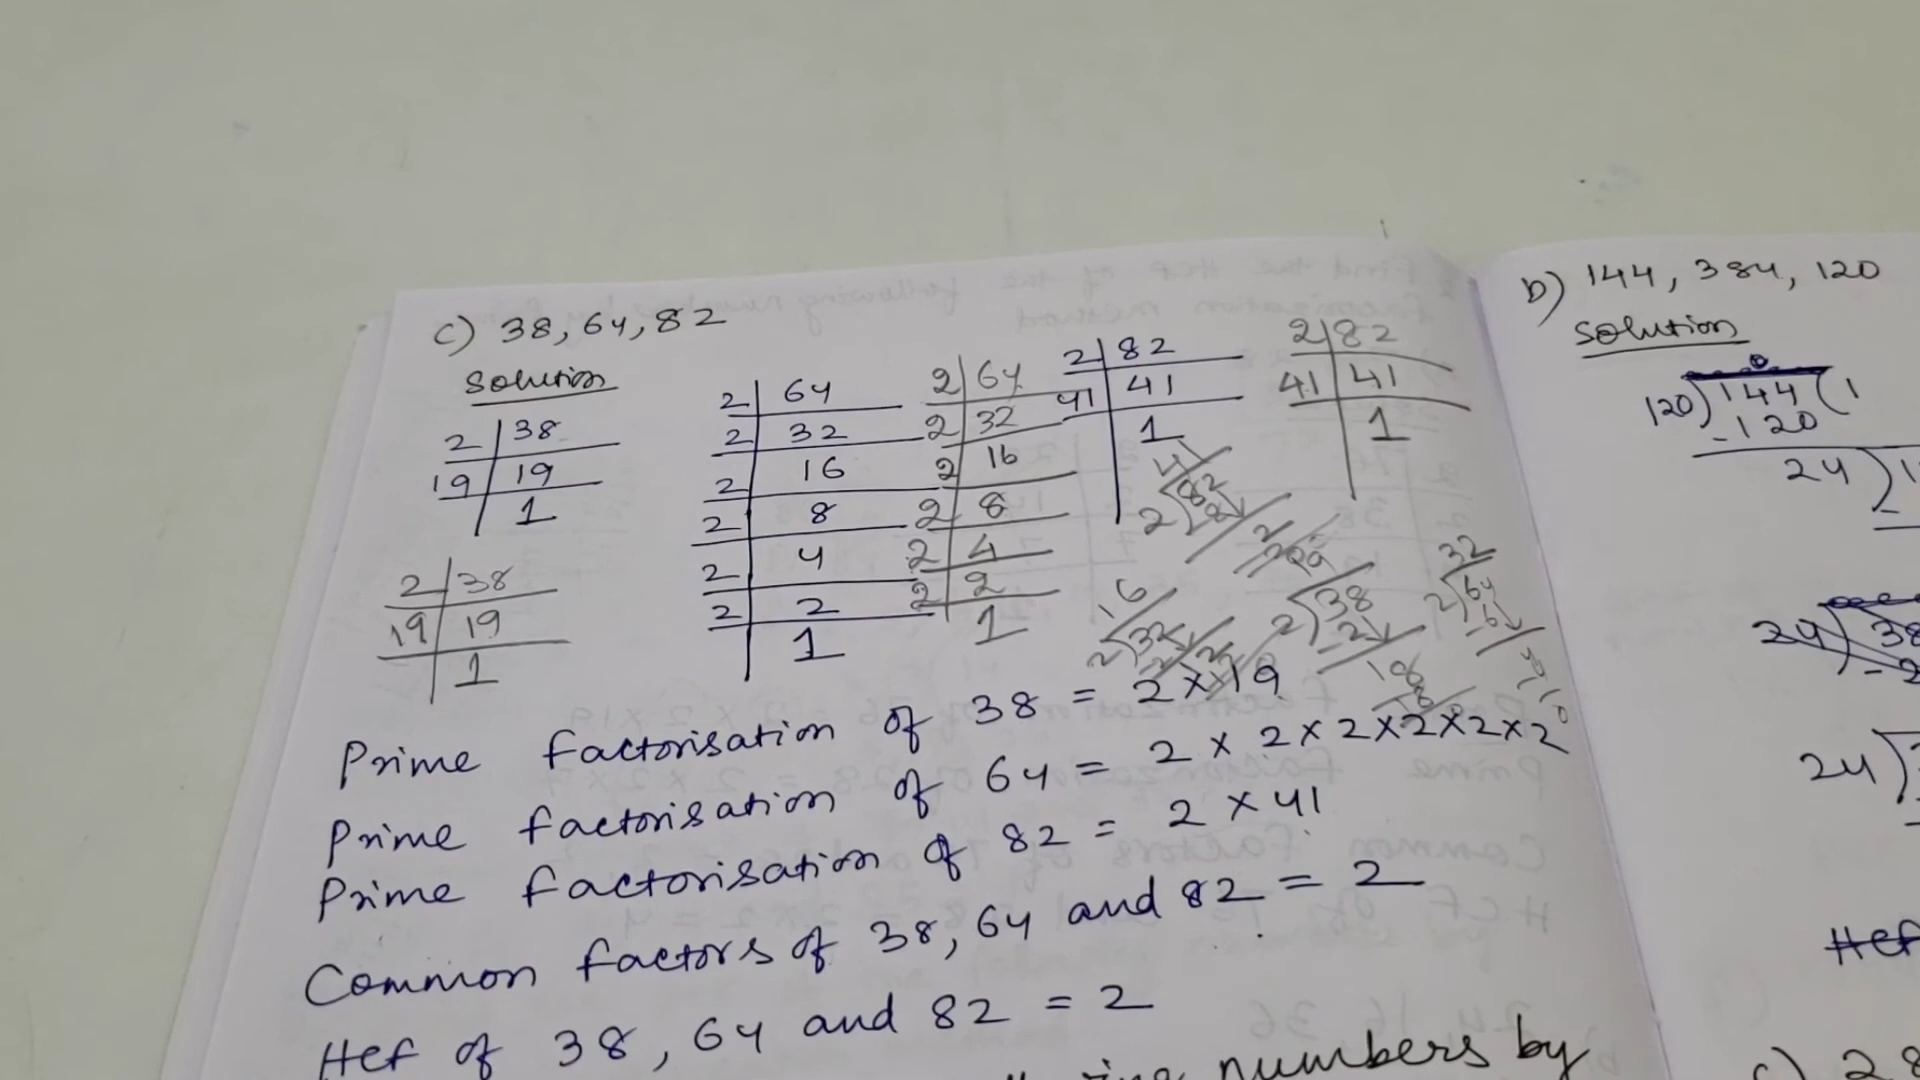 c) 38, 64, 82
Solution
2 | 38
19 | 19
1
2 | 38
19 | 19
1
2 | 64
2 | 32
2 | 16
2 | 8
2 | 4
2 | 2
1
2 | 64
2 | 32
2 | 16
2 | 8
2 | 4
2 | 2
1
2 | 82
41 | 41
1
2 | 82
41 | 41
1
Prime factorisation of 38 = 2 × 19
Prime factorisation of 64 = 2 × 2 × 2 × 2 × 2 × 2
Prime factorisation of 82 = 2 × 41
Common factors of 38, 64 and 82 = 2
Hcf of 38, 64 and 82 = 2
numbers by
b) 144, 384, 120
Solution
120) 144 (1
-120
24)
24)
Hcf
c) 28